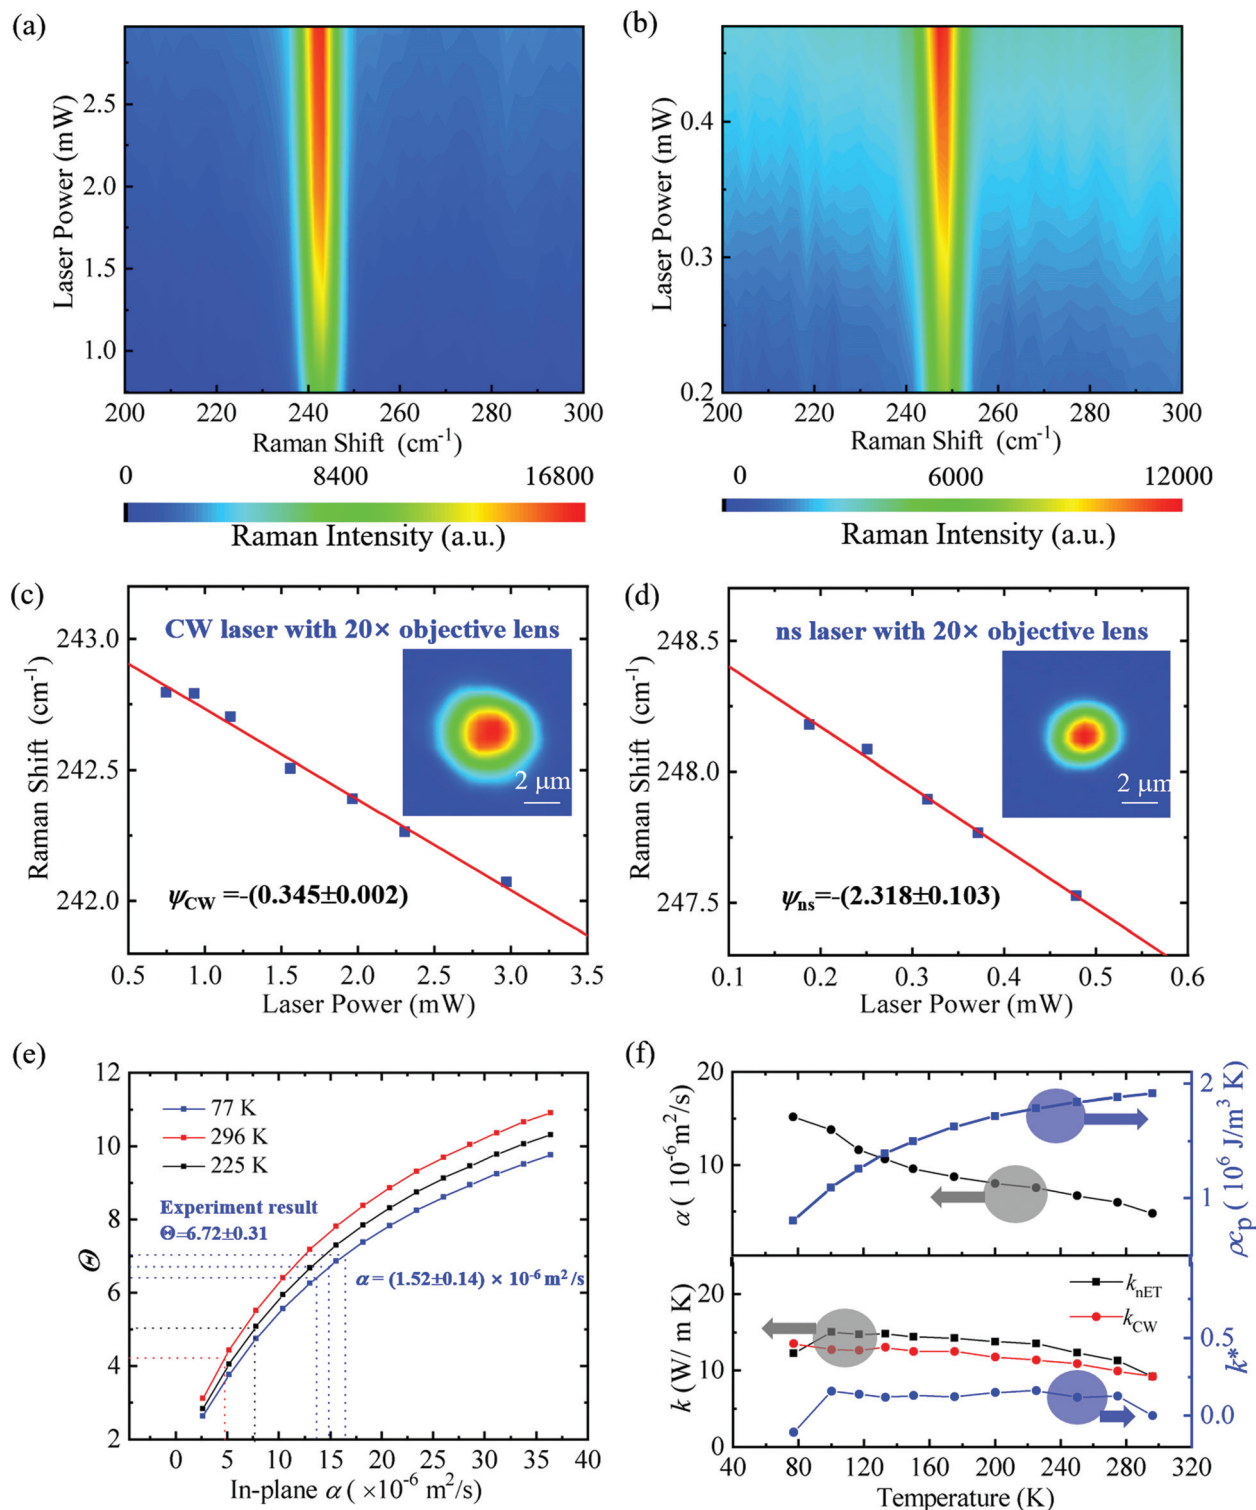 (a)
Laser Power (mW)
2.5
2.0
1.5
1.0
200 220 240 260 280 300
Raman Shift (cm⁻¹)
0 8400 16800
Raman Intensity (a.u.)
(b)
Laser Power (mW)
0.4
0.3
0.2
200 220 240 260 280 300
Raman Shift (cm⁻¹)
0 6000 12000
Raman Intensity (a.u.)
(c)
Raman Shift (cm⁻¹)
243.0
242.5
242.0
CW laser with 20× objective lens
2 μm
ψCW =-(0.345±0.002)
0.5 1.0 1.5 2.0 2.5 3.0 3.5
Laser Power (mW)
(d)
Raman Shift (cm⁻¹)
248.5
248.0
247.5
ns laser with 20× objective lens
2 μm
ψns=-(2.318±0.103)
0.1 0.2 0.3 0.4 0.5 0.6
Laser Power (mW)
(e)
Θ
12
10
8
6
4
2
77 K
296 K
225 K
Experiment result
Θ=6.72±0.31
α = (1.52±0.14) × 10⁻⁶ m²/s
0 5 10 15 20 25 30 35 40
In-plane α ( ×10⁻⁶ m²/s)
(f)
α ( 10⁻⁶m²/s)
20
10
2
1
ρcp ( 10⁶ J/m³ K)
k (W/ m K)
20
10
0
knET
kCW
0.5
0.0
k*
40 80 120 160 200 240 280 320
Temperature (K)